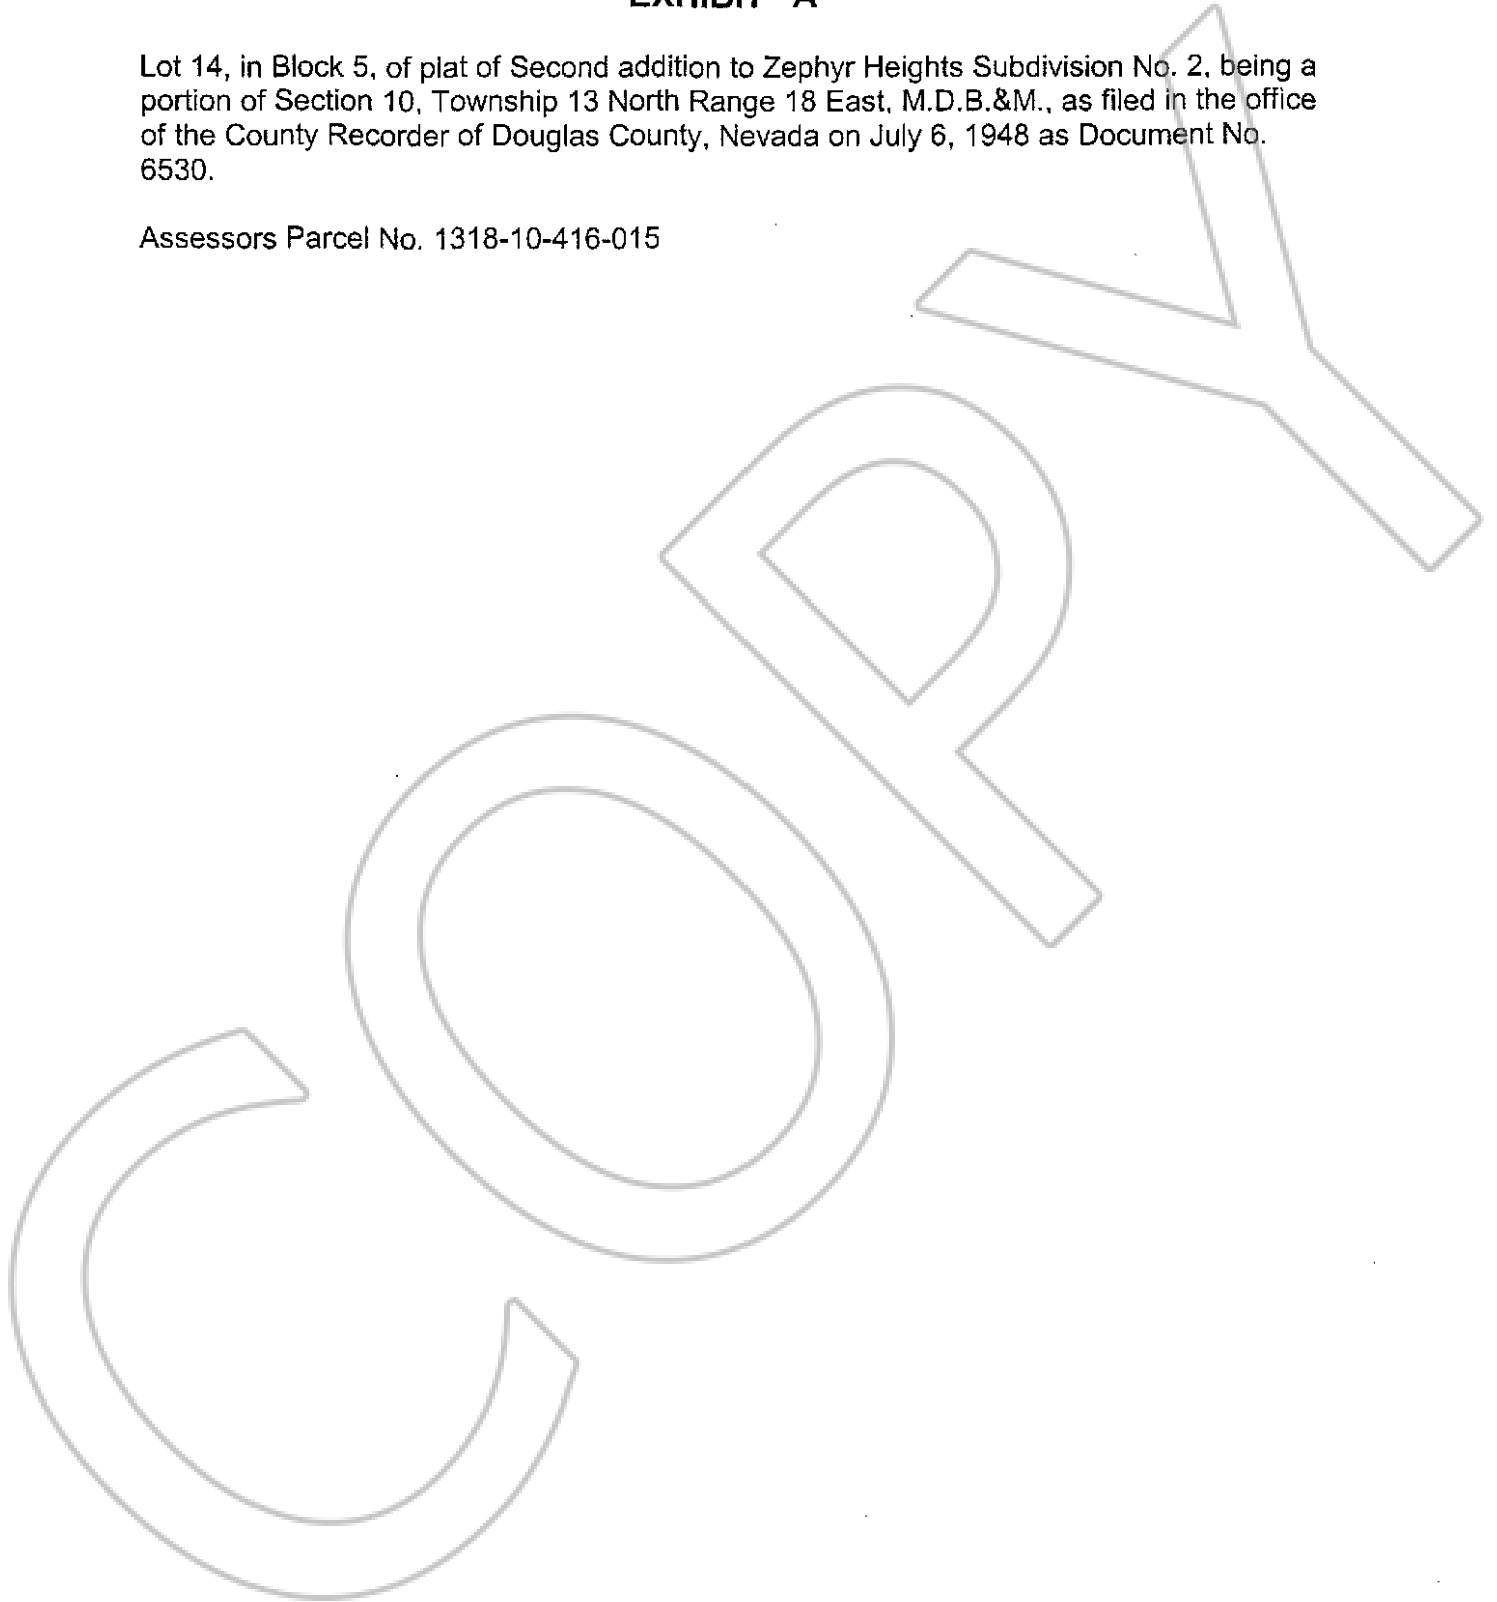 EXHIBIT "A"
Lot 14, in Block 5, of plat of Second addition to Zephyr Heights Subdivision No. 2, being a
portion of Section 10, Township 13 North Range 18 East, M.D.B.&M., as filed in the office
of the County Recorder of Douglas County, Nevada on July 6, 1948 as Document No.
6530.
Assessors Parcel No. 1318-10-416-015
COPY